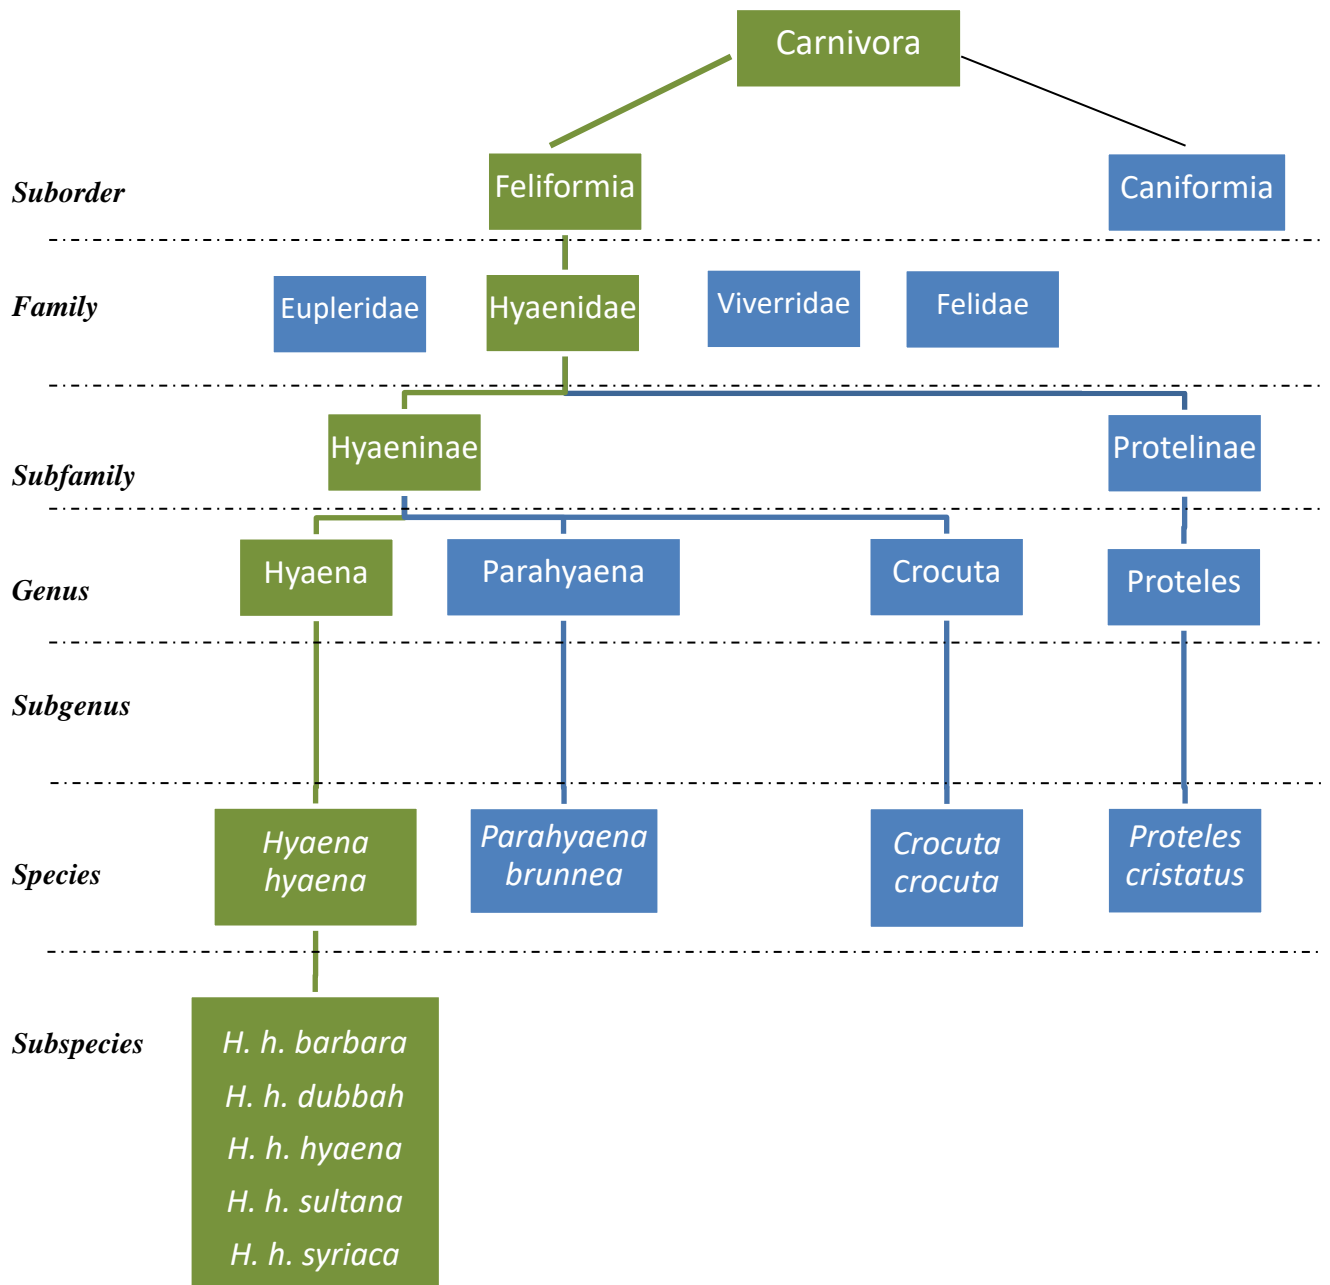 Carnivora
Suborder
Feliformia
Caniformia
Family
Eupleridae
Hyaenidae
Viverridae
Felidae
Subfamily
Hyaeninae
Protelinae
Genus
Hyaena
Parahyaena
Crocuta
Proteles
Subgenus
Species
Hyaena
hyaena
Parahyaena
brunnea
Crocuta
crocuta
Proteles
cristatus
Subspecies
H. h. barbara
H. h. dubbah
H. h. hyaena
H. h. sultana
H. h. syriaca